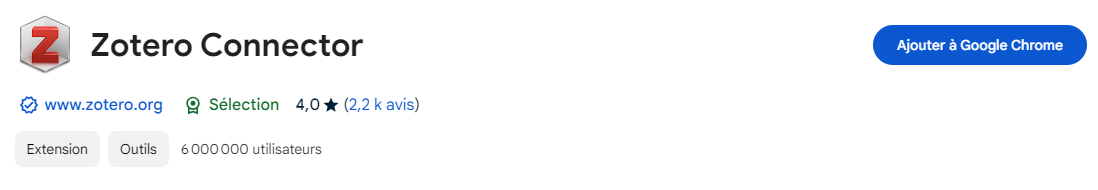 Z Zotero Connector
Ajouter à Google Chrome
www.zotero.org Sélection 4,0 ★ (2,2 k avis)
Extension Outils 6 000 000 utilisateurs